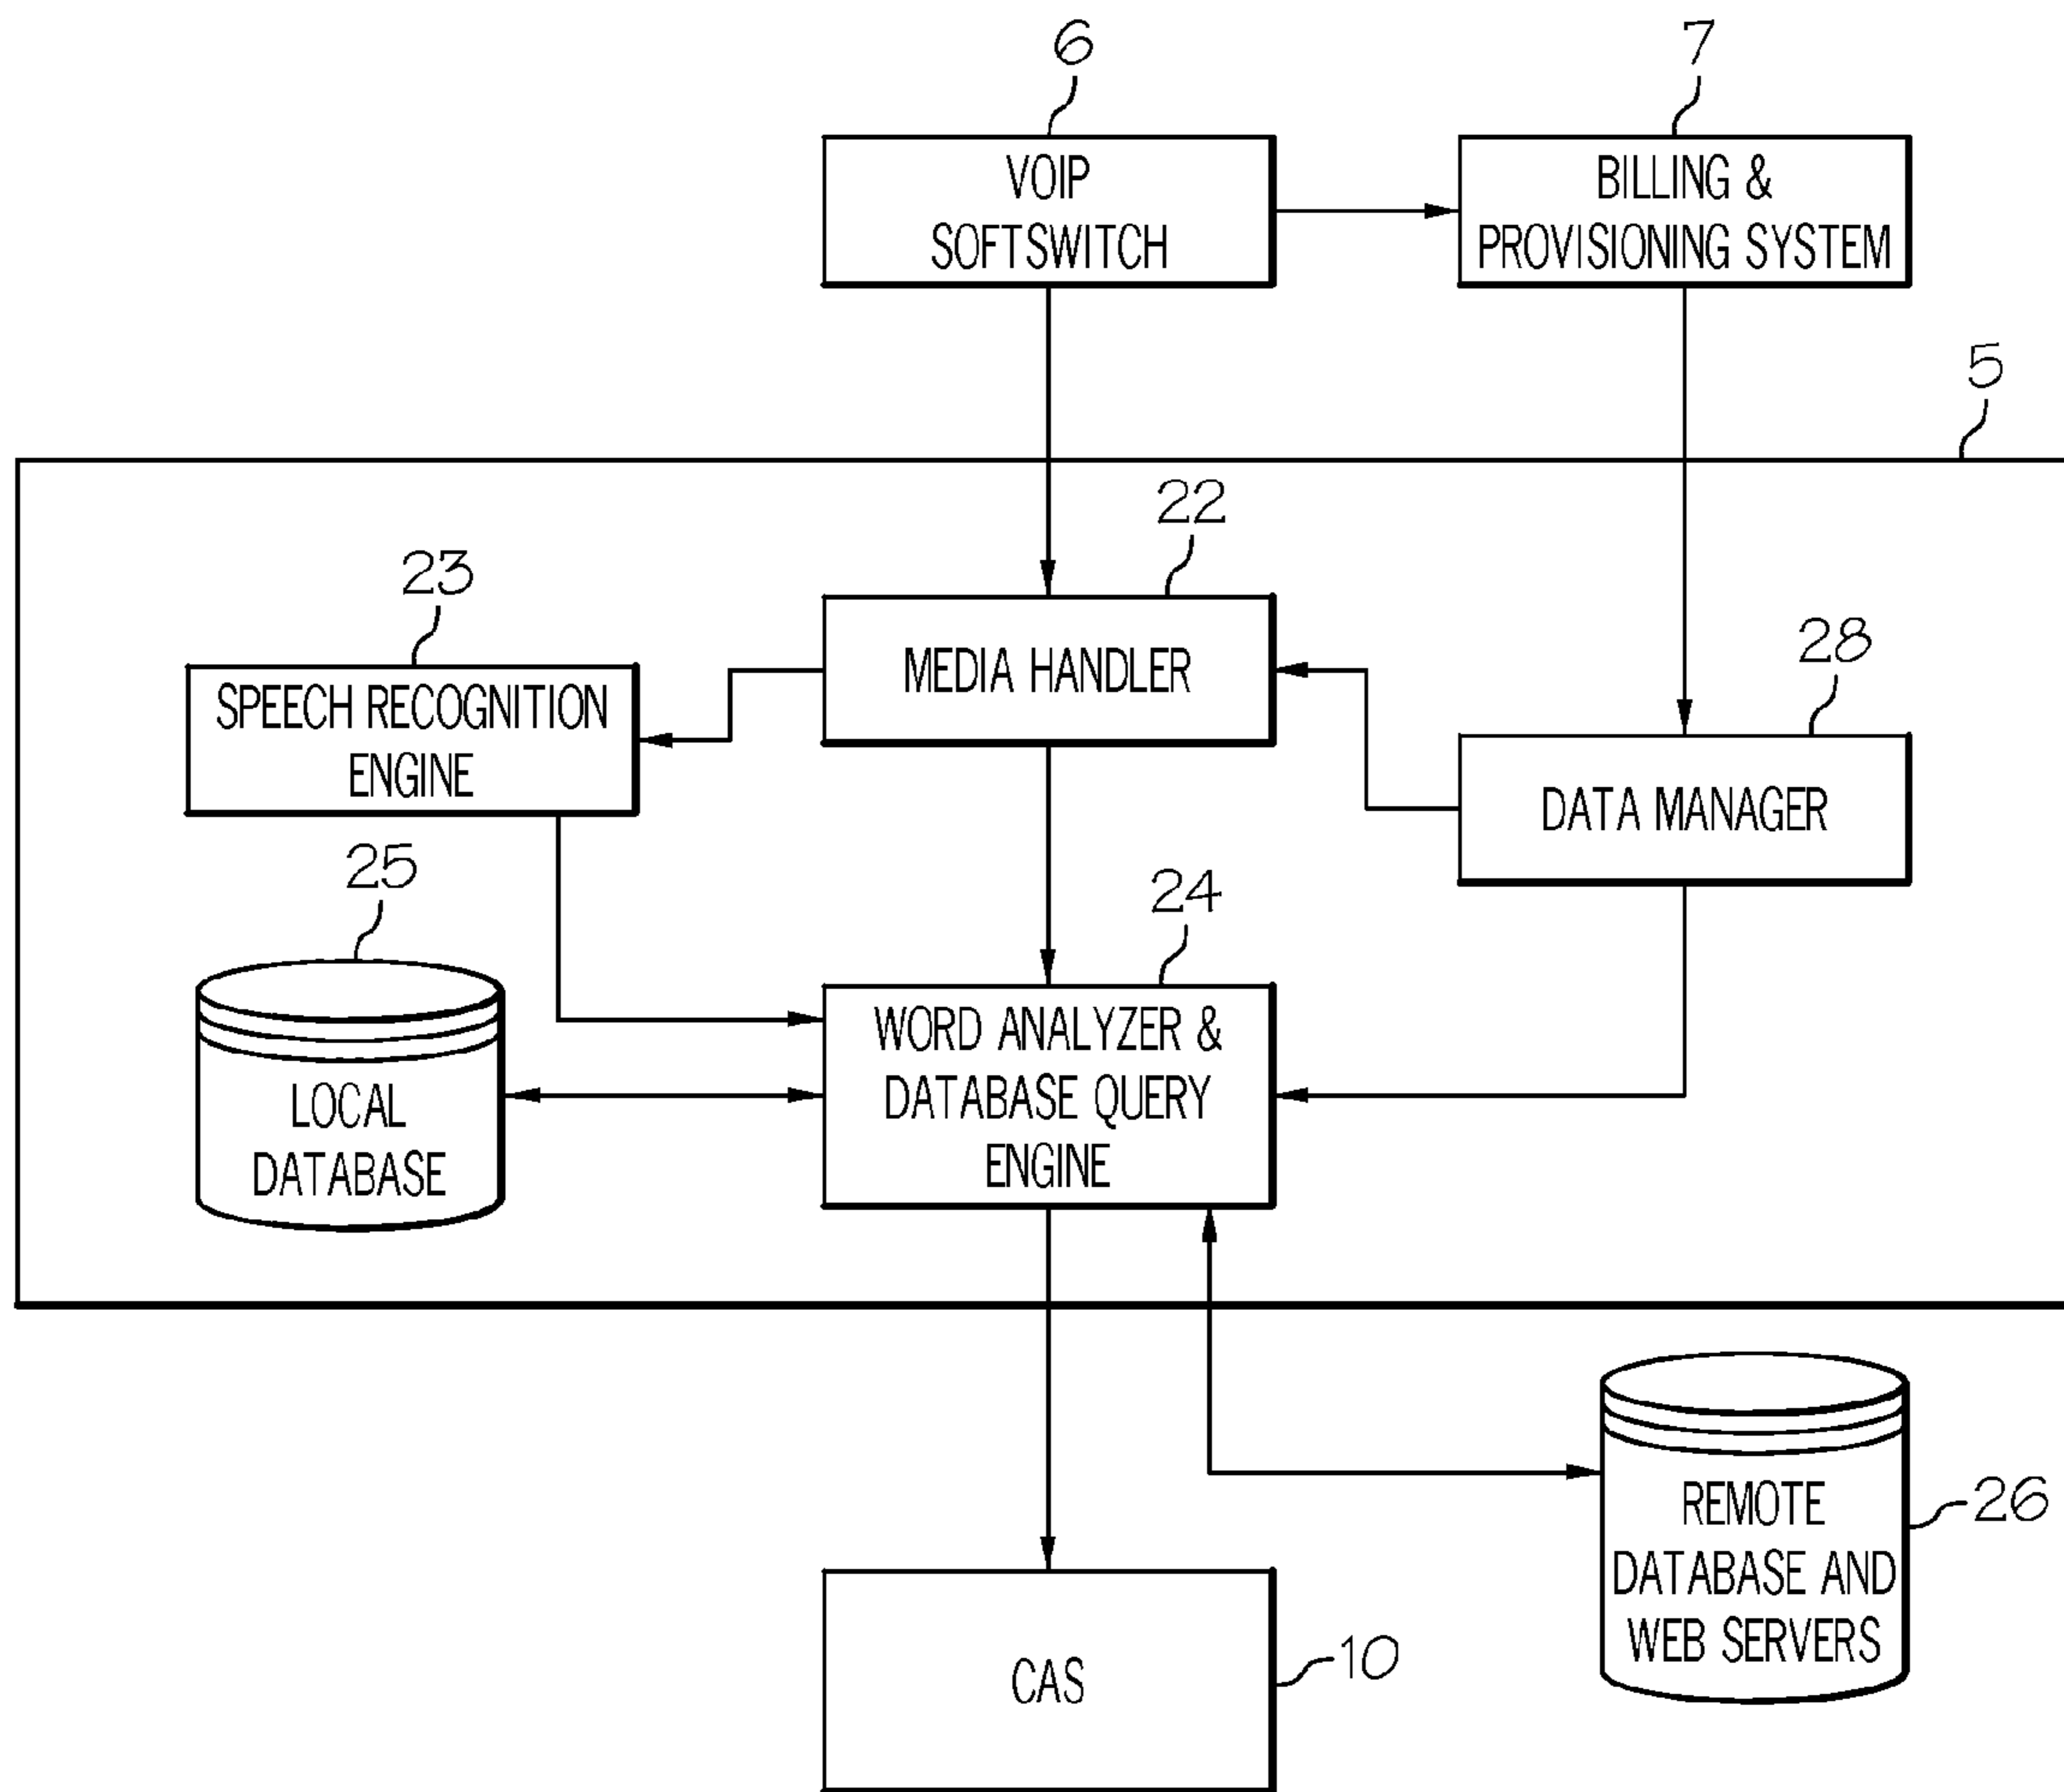 6
7
VOIP
SOFTSWITCH
BILLING &
PROVISIONING SYSTEM
5
22
23
MEDIA HANDLER
28
SPEECH RECOGNITION
ENGINE
DATA MANAGER
25
24
WORD ANALYZER &
DATABASE QUERY
ENGINE
LOCAL
DATABASE
REMOTE
DATABASE AND
WEB SERVERS
26
CAS
10